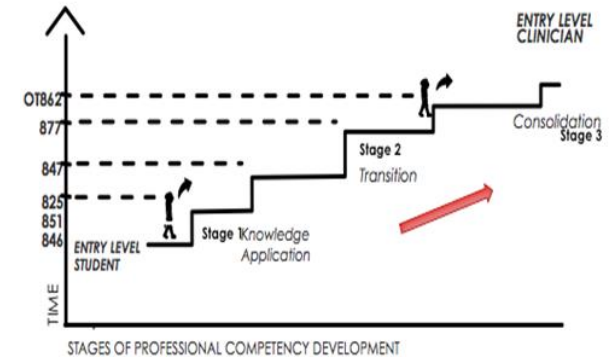 ENTRY LEVEL
CLINICIAN
OT862
877
Consolidation
Stage 3
Stage 2
Transition
847
825
851
846
Stage 1Knowledge
Application
ENTRY LEVEL
STUDENT
TIME
STAGES OF PROFESSIONAL COMPETENCY DEVELOPMENT